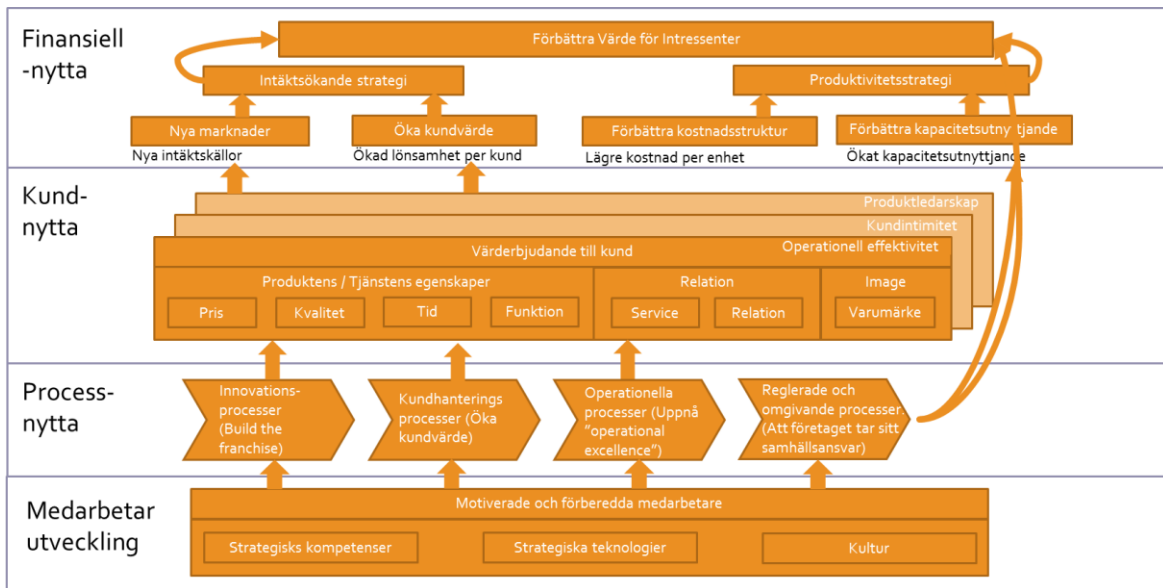 Finansiell
-nytta
Förbättra Värde för Intressenter
Intäktsökande strategi
Produktivitetsstrategi
Nya marknader
Öka kundvärde
Förbättra kostnadsstruktur
Förbättra kapacitetsutnyttjande
Nya intäktskällor
Ökad lönsamhet per kund
Lägre kostnad per enhet
Ökat kapacitetsutnyttjande
Kund-
nytta
Produktledarskap
Kundintimitet
Operationell effektivitet
Värderbjudande till kund
Produktens / Tjänstens egenskaper
Relation
Image
Pris
Kvalitet
Tid
Funktion
Service
Relation
Varumärke
Process-
nytta
Innovations-
processer
(Build the
franchise)
Kundhanterings
processer (Öka
kundvärde)
Operationella
processer (Uppnå
”operational
excellence”)
Reglerade och
omgivande processer.
(Att företaget tar sitt
samhällsansvar)
Medarbetar
utveckling
Motiverade och förberedda medarbetare
Strategisks kompetenser
Strategiska teknologier
Kultur